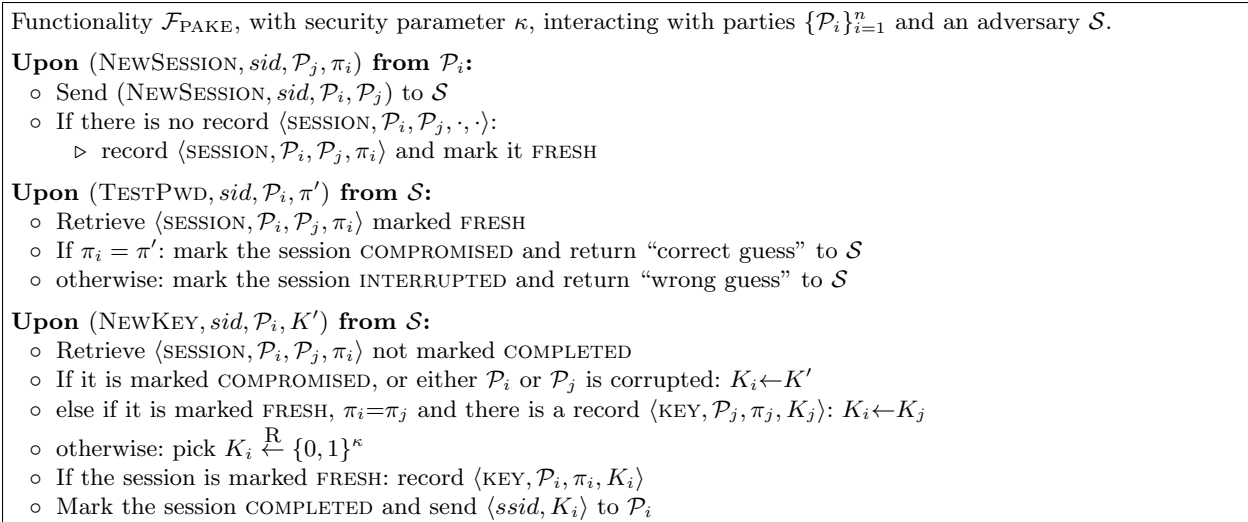 Functionality F_PAKE, with security parameter κ, interacting with parties {P_i}_{i=1}^n and an adversary S.
Upon (NewSession, sid, P_j, π_i) from P_i:
◦ Send (NewSession, sid, P_i, P_j) to S
◦ If there is no record ⟨session, P_i, P_j, ·, ·⟩:
▹ record ⟨session, P_i, P_j, π_i⟩ and mark it fresh
Upon (TestPwd, sid, P_i, π′) from S:
◦ Retrieve ⟨session, P_i, P_j, π_i⟩ marked fresh
◦ If π_i = π′: mark the session compromised and return “correct guess” to S
◦ otherwise: mark the session interrupted and return “wrong guess” to S
Upon (NewKey, sid, P_i, K′) from S:
◦ Retrieve ⟨session, P_i, P_j, π_i⟩ not marked completed
◦ If it is marked compromised, or either P_i or P_j is corrupted: K_i←K′
◦ else if it is marked fresh, π_i=π_j and there is a record ⟨key, P_j, π_j, K_j⟩: K_i←K_j
◦ otherwise: pick K_i ←^R {0, 1}^κ
◦ If the session is marked fresh: record ⟨key, P_i, π_i, K_i⟩
◦ Mark the session completed and send ⟨ssid, K_i⟩ to P_i